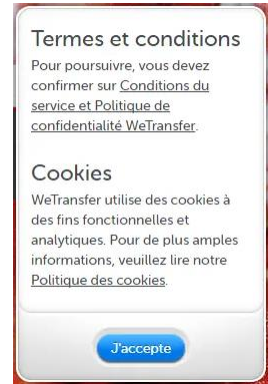 Termes et conditions
Pour poursuivre, vous devez
confirmer sur Conditions du
service et Politique de
confidentialité WeTransfer.
Cookies
WeTransfer utilise des cookies à
des fins fonctionnelles et
analytiques. Pour de plus amples
informations, veuillez lire notre
Politique des cookies.
J'accepte